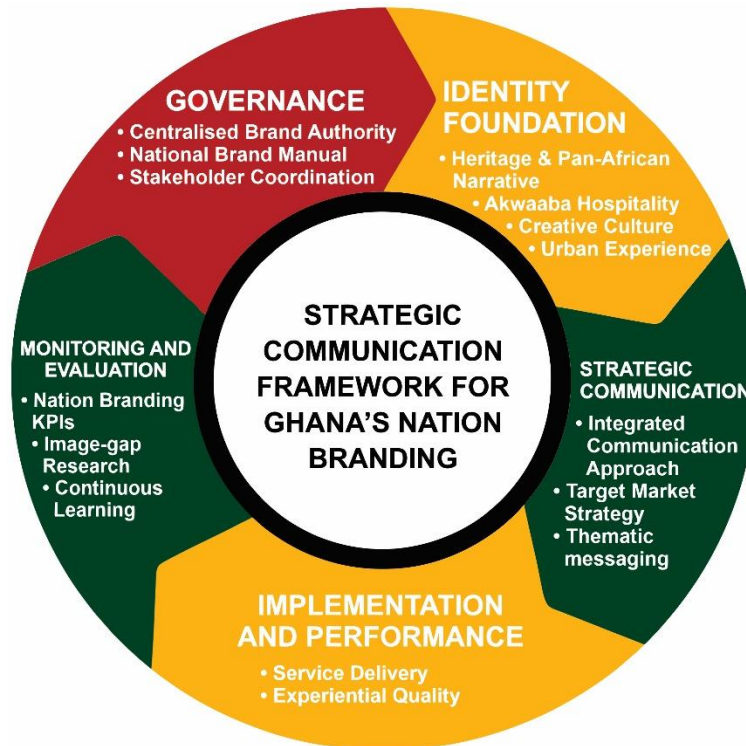 GOVERNANCE
• Centralised Brand Authority
• National Brand Manual
• Stakeholder Coordination
IDENTITY
FOUNDATION
• Heritage & Pan-African
Narrative
• Akwaaba Hospitality
• Creative Culture
• Urban Experience
STRATEGIC
COMMUNICATION
• Integrated
Communication
Approach
• Target Market
Strategy
• Thematic
messaging
IMPLEMENTATION
AND PERFORMANCE
• Service Delivery
• Experiential Quality
MONITORING AND
EVALUATION
• Nation Branding
KPIs
• Image-gap
Research
• Continuous
Learning
STRATEGIC
COMMUNICATION
FRAMEWORK FOR
GHANA'S NATION
BRANDING